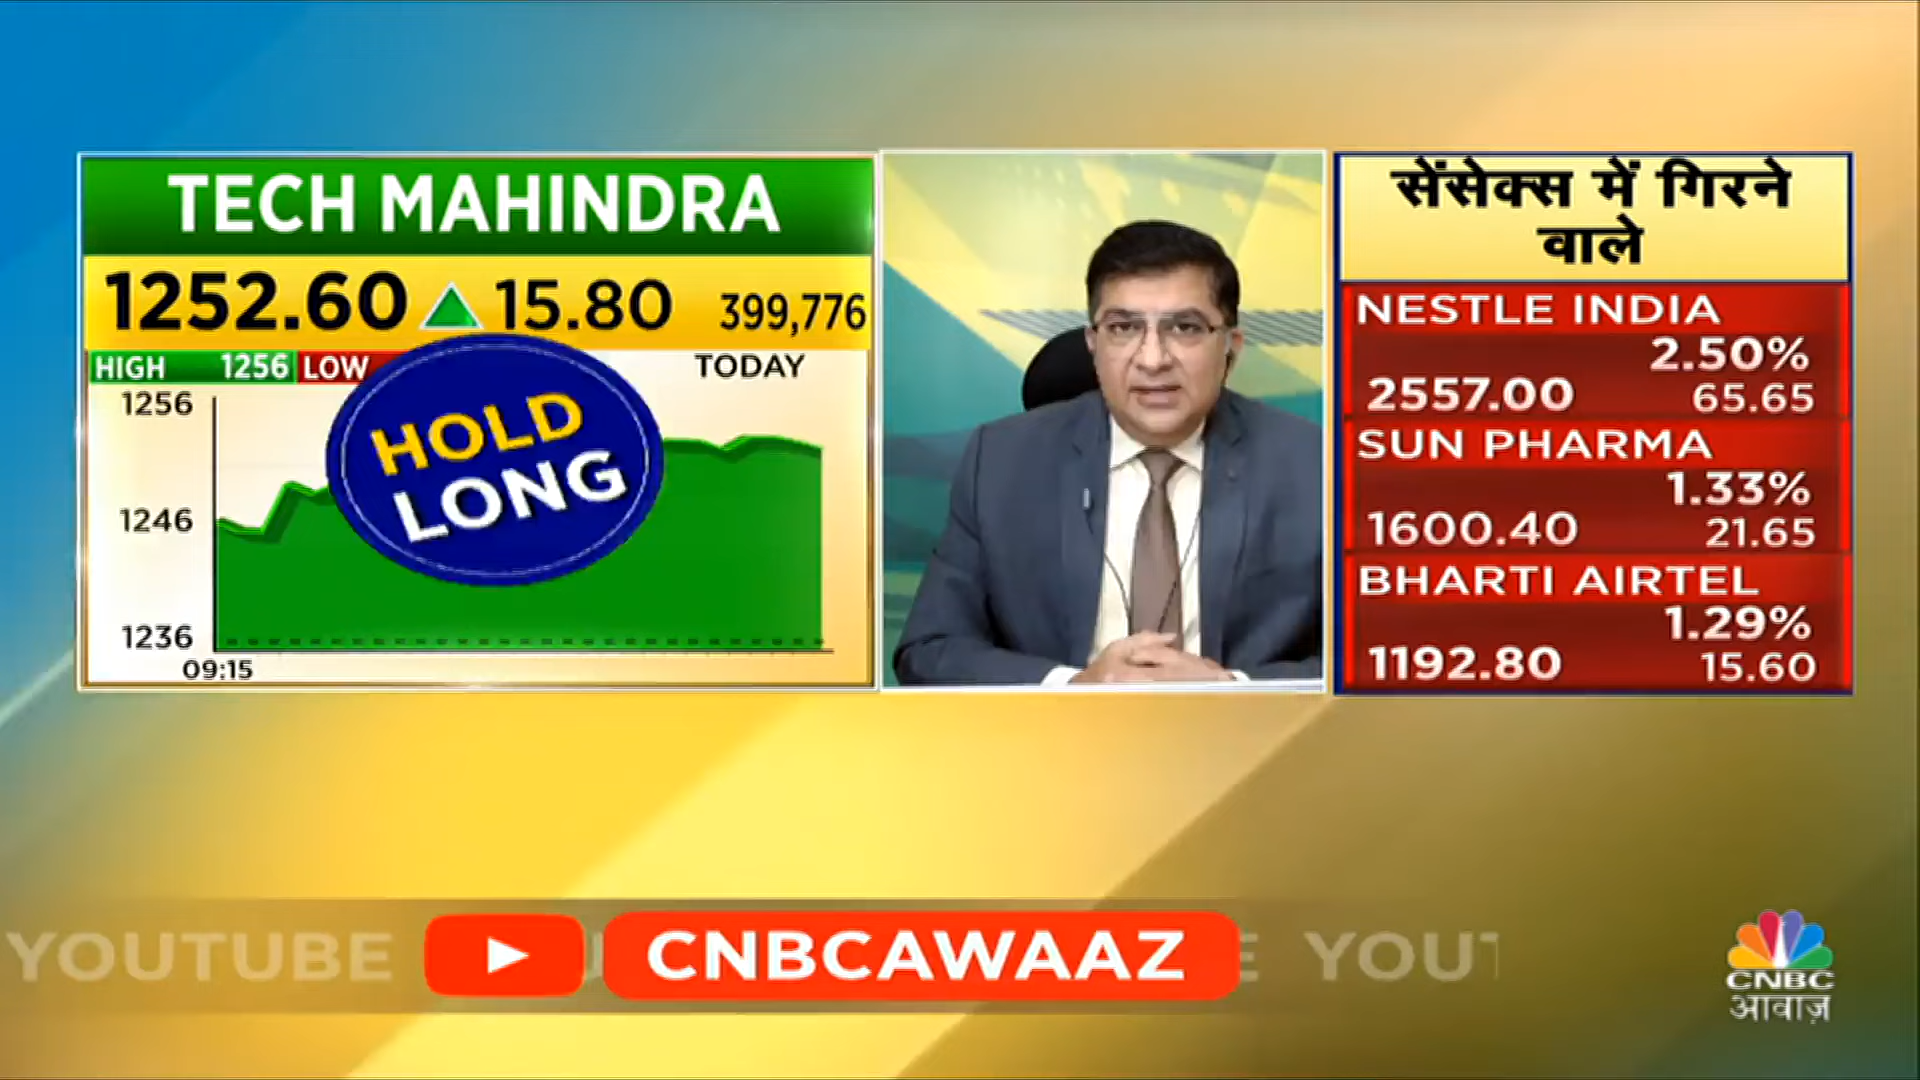 TECH MAHINDRA
1252.60 15.80 399,776
HIGH 1256 LOW
TODAY
1256
1246
1236
09:15
HOLD
LONG
सेंसेक्स में गिरने
वाले
NESTLE INDIA
2.50%
2557.00 65.65
SUN PHARMA
1.33%
1600.40 21.65
BHARTI AIRTEL
1.29%
1192.80 15.60
YOUTUBE
CNBCAWAAZ
E YOUT
CNBC
आवाज़